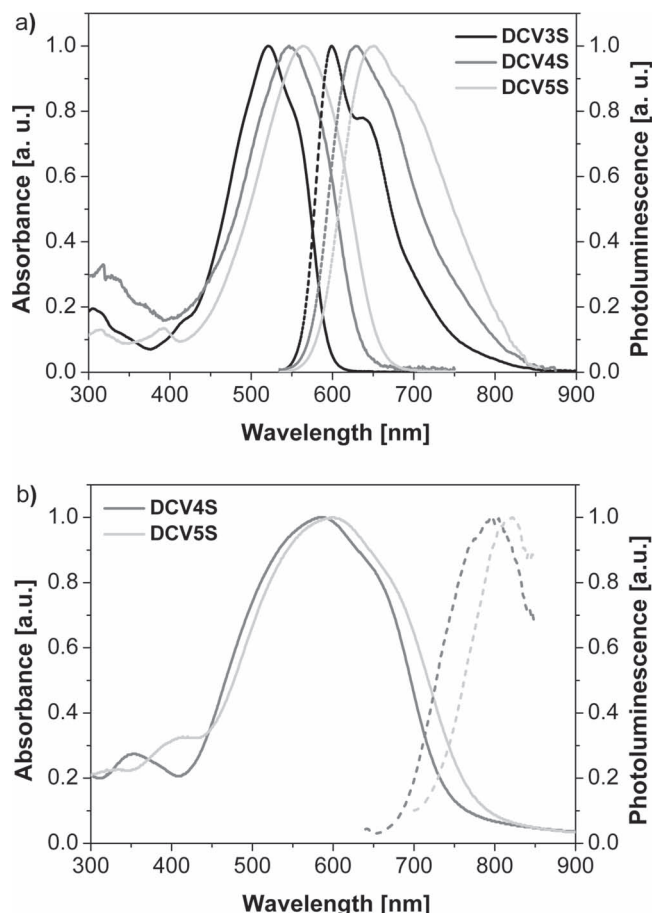 a)
DCV3S
DCV4S
DCV5S
Absorbance [a. u.]
1.0
0.8
0.6
0.4
0.2
0.0
Photoluminescence [a. u.]
1.0
0.8
0.6
0.4
0.2
0.0
300 400 500 600 700 800 900
Wavelength [nm]
b)
DCV4S
DCV5S
Absorbance [a.u.]
1.0
0.8
0.6
0.4
0.2
0.0
Photoluminescence [a.u.]
1.0
0.8
0.6
0.4
0.2
0.0
300 400 500 600 700 800 900
Wavelength [nm]